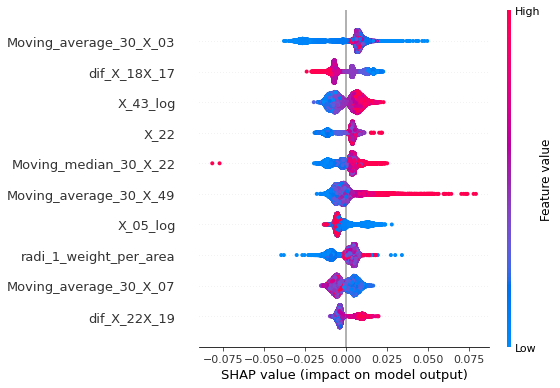 High
Moving_average_30_X_03
dif_X_18X_17
X_43_log
X_22
Moving_median_30_X_22
Moving_average_30_X_49
X_05_log
radi_1_weight_per_area
Moving_average_30_X_07
dif_X_22X_19
Feature value
Low
−0.075 −0.050 −0.025 0.000 0.025 0.050 0.075
SHAP value (impact on model output)